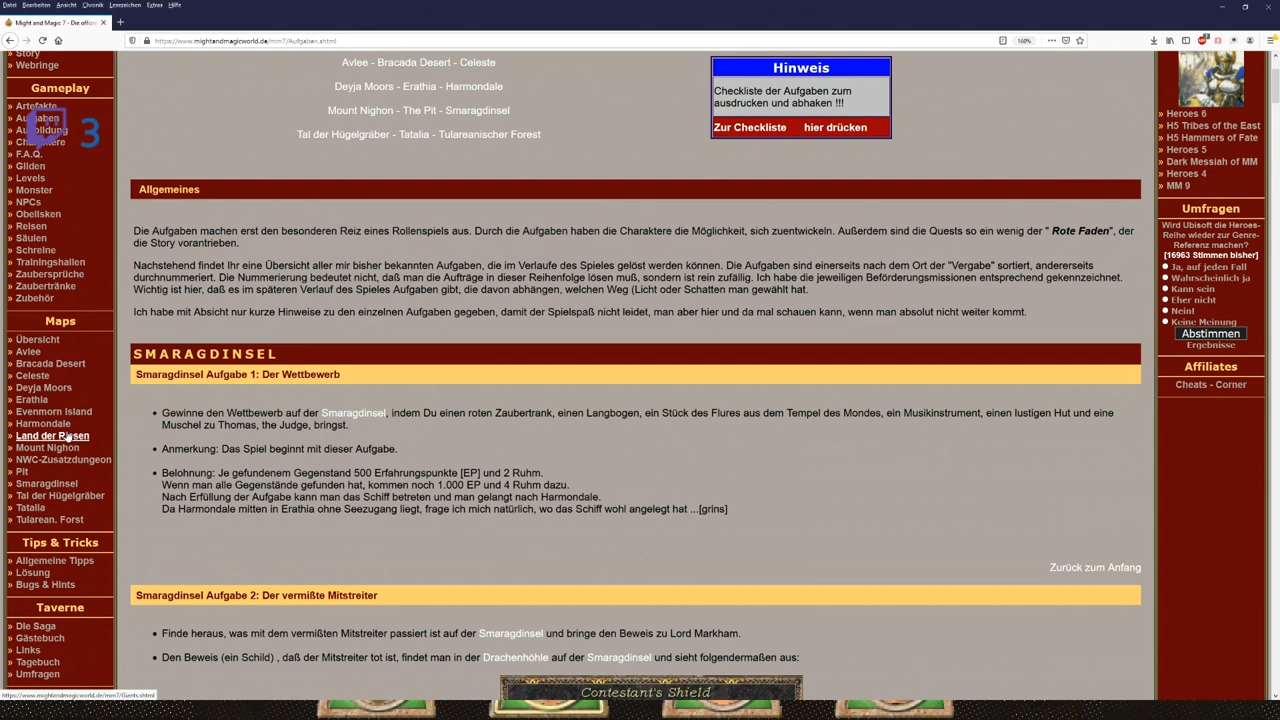 Datei Bearbeiten Ansicht Chronik Lesezeichen Extras Hilfe
Might and Magic 7 - Die offizi
https://www.mightandmagicworld.de/mm7/Aufgaben.shtml
160%
» Story
» Webringe
Gameplay
» Artefakte
» Aufgaben
» Ausbildung
» Charaktere
» F.A.Q.
» Gilden
» Levels
» Monster
» NPCs
» Obelisken
» Reisen
» Säulen
» Schreine
» Trainingshallen
» Zaubersprüche
» Zaubertränke
» Zubehör
3
Maps
» Übersicht
» Avlee
» Bracada Desert
» Celeste
» Deyja Moors
» Erathia
» Evenmorn Island
» Harmondale
» Land der Riesen
» Mount Nighon
» NWC-Zusatzdungeon
» Pit
» Smaragdinsel
» Tal der Hügelgräber
» Tatalia
» Tularean. Forst
Tips & Tricks
» Allgemeine Tipps
» Lösung
» Bugs & Hints
Taverne
» Die Saga
» Gästebuch
» Links
» Tagebuch
» Umfragen
https://www.mightandmagicworld.de/mm7/Giants.shtml
Avlee - Bracada Desert - Celeste
Deyja Moors - Erathia - Harmondale
Mount Nighon - The Pit - Smaragdinsel
Tal der Hügelgräber - Tatalia - Tulareanischer Forest
Hinweis
Checkliste der Aufgaben zum
ausdrucken und abhaken !!!
Zur Checkliste hier drücken
Allgemeines
Die Aufgaben machen erst den besonderen Reiz eines Rollenspiels aus. Durch die Aufgaben haben die Charaktere die Möglichkeit, sich zuentwickeln. Außerdem sind die Quests so ein wenig der " Rote Faden", der
die Story vorantrieben.
Nachstehend findet Ihr eine Übersicht aller mir bisher bekannten Aufgaben, die im Verlaufe des Spieles gelöst werden können. Die Aufgaben sind einerseits nach dem Ort der "Vergabe" sortiert, andererseits
durchnummeriert. Die Nummerierung bedeutet nicht, daß man die Aufträge in dieser Reihenfolge lösen muß, sondern ist rein zufällig. Ich habe die jeweiligen Beförderungsmissionen entsprechend gekennzeichnet.
Wichtig ist hier, daß es im späteren Verlauf des Spieles Aufgaben gibt, die davon abhängen, welchen Weg (Licht oder Schatten man gewählt hat.
Ich habe mit Absicht nur kurze Hinweise zu den einzelnen Aufgaben gegeben, damit der Spielspaß nicht leidet, man aber hier und da mal schauen kann, wenn man absolut nicht weiter kommt.
SMARAGDINSEL
Smaragdinsel Aufgabe 1: Der Wettbewerb
• Gewinne den Wettbewerb auf der Smaragdinsel, indem Du einen roten Zaubertrank, einen Langbogen, ein Stück des Flures aus dem Tempel des Mondes, ein Musikinstrument, einen lustigen Hut und eine
Muschel zu Thomas, the Judge, bringst.
• Anmerkung: Das Spiel beginnt mit dieser Aufgabe.
• Belohnung: Je gefundenem Gegenstand 500 Erfahrungspunkte [EP] und 2 Ruhm.
Wenn man alle Gegenstände gefunden hat, kommen noch 1.000 EP und 4 Ruhm dazu.
Nach Erfüllung der Aufgabe kann man das Schiff betreten und man gelangt nach Harmondale.
Da Harmondale mitten in Erathia ohne Seezugang liegt, frage ich mich natürlich, wo das Schiff wohl angelegt hat ...[grins]
Zurück zum Anfang
Smaragdinsel Aufgabe 2: Der vermißte Mitstreiter
• Finde heraus, was mit dem vermißten Mitstreiter passiert ist auf der Smaragdinsel und bringe den Beweis zu Lord Markham.
• Den Beweis (ein Schild) , daß der Mitstreiter tot ist, findet man in der Drachenhöhle auf der Smaragdinsel und sieht folgendermaßen aus:
Contestant's Shield
» Heroes 6
» H5 Tribes of the East
» H5 Hammers of Fate
» Heroes 5
» Dark Messiah of MM
» Heroes 4
» MM 9
Umfragen
Wird Ubisoft die Heroes-
Reihe wieder zur Genre-
Referenz machen?
[16963 Stimmen bisher]
Ja, auf jeden Fall
Wahrscheinlich ja
Kann sein
Eher nicht
Nein!
Keine Meinung
Abstimmen
Ergebnisse
Affiliates
Cheats - Corner